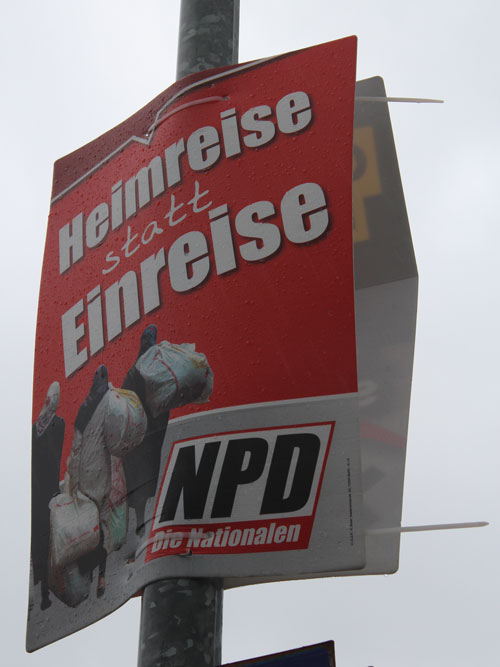 Heimreise
statt
Einreise
NPD
Die Nationalen